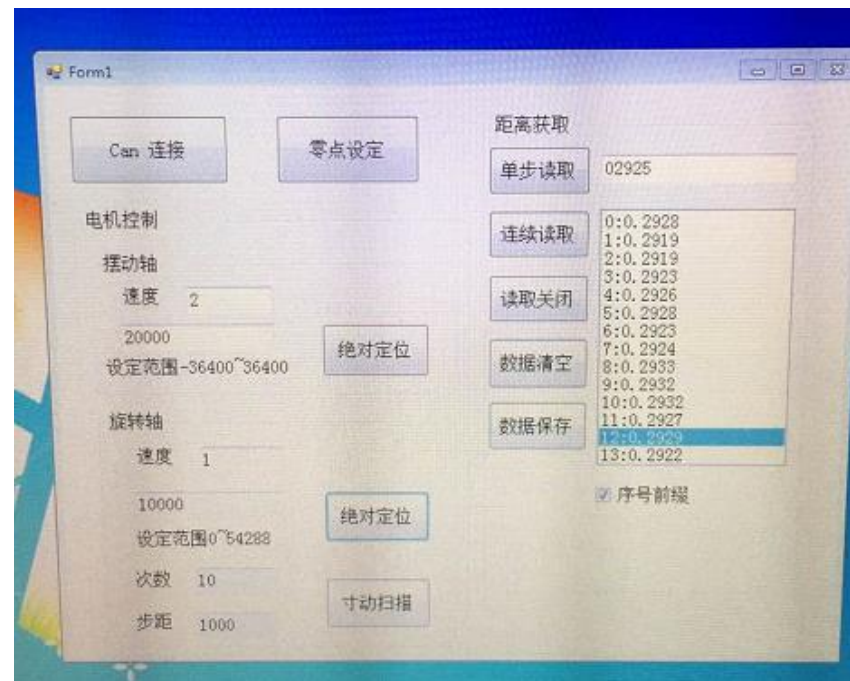 Form1
Can 连接
零点设定
电机控制
摆动轴
速度 2
20000
设定范围-36400~36400
绝对定位
旋转轴
速度 1
10000
设定范围0~54288
绝对定位
次数 10
步距 1000
寸动扫描
距离获取
单步读取 02925
连续读取
读取关闭
数据清空
数据保存
0:0.2928
1:0.2919
2:0.2919
3:0.2923
4:0.2926
5:0.2928
6:0.2923
7:0.2924
8:0.2933
9:0.2932
10:0.2932
11:0.2927
12:0.2929
13:0.2922
序号前缀